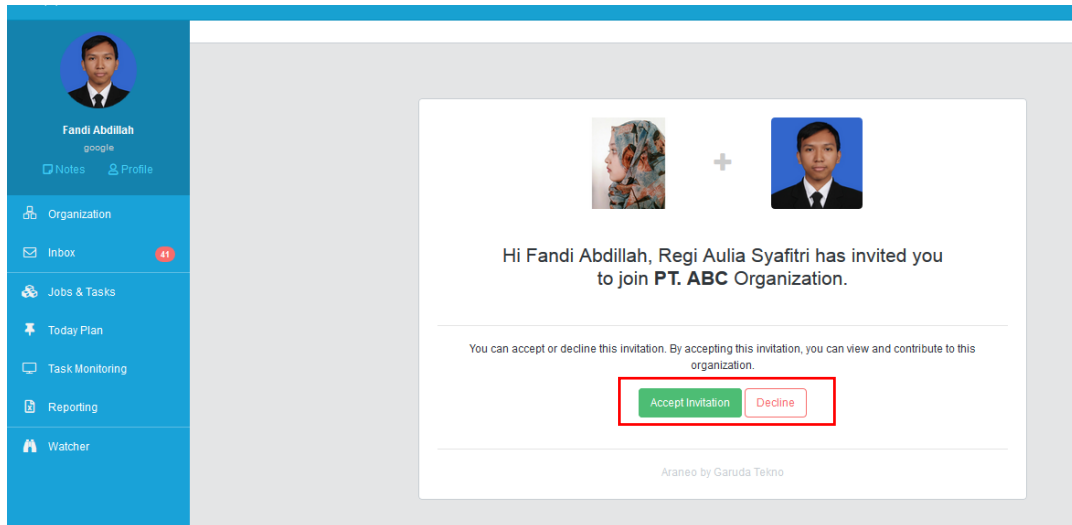 Fandi Abdillah
google
Notes Profile
Organization
Inbox 41
Jobs & Tasks
Today Plan
Task Monitoring
Reporting
Watcher
Hi Fandi Abdillah, Regi Aulia Syafitri has invited you
to join PT. ABC Organization.
You can accept or decline this invitation. By accepting this invitation, you can view and contribute to this
organization.
Accept Invitation Decline
Araneo by Garuda Tekno